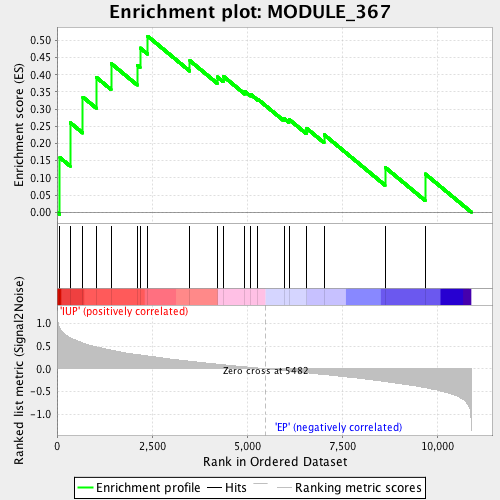 Enrichment plot: MODULE_367
Enrichment score (ES)
0.50
0.45
0.40
0.35
0.30
0.25
0.20
0.15
0.10
0.05
0.00
'IUP' (positively correlated)
Ranked list metric (Signal2Noise)
1.0
0.5
0.0
-0.5
-1.0
Zero cross at 5482
'EP' (negatively correlated)
0 2,500 5,000 7,500 10,000
Rank in Ordered Dataset
Enrichment profile Hits Ranking metric scores